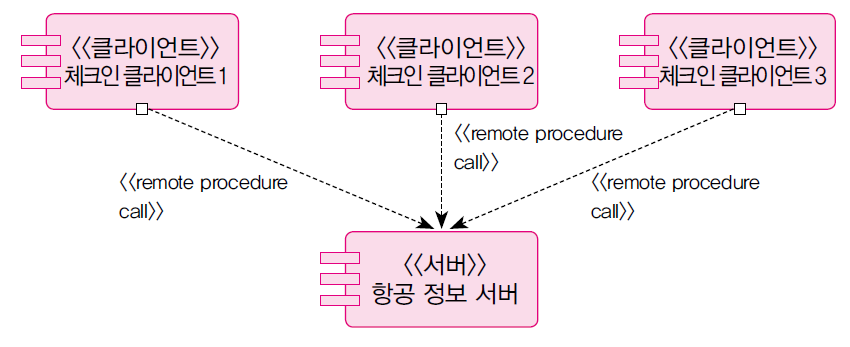 《클라이언트》
체크인 클라이언트1
《클라이언트》
체크인 클라이언트2
《클라이언트》
체크인 클라이언트3
《remote procedure
call》
《remote procedure
call》
《remote procedure
call》
《서버》
항공 정보 서버